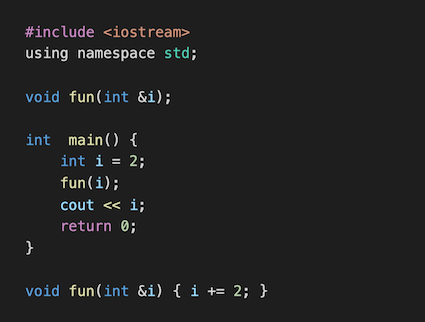 #include <iostream>
using namespace std;
void fun(int &i);
int  main() {
    int i = 2;
    fun(i);
    cout << i;
    return 0;
}
void fun(int &i) { i += 2; }